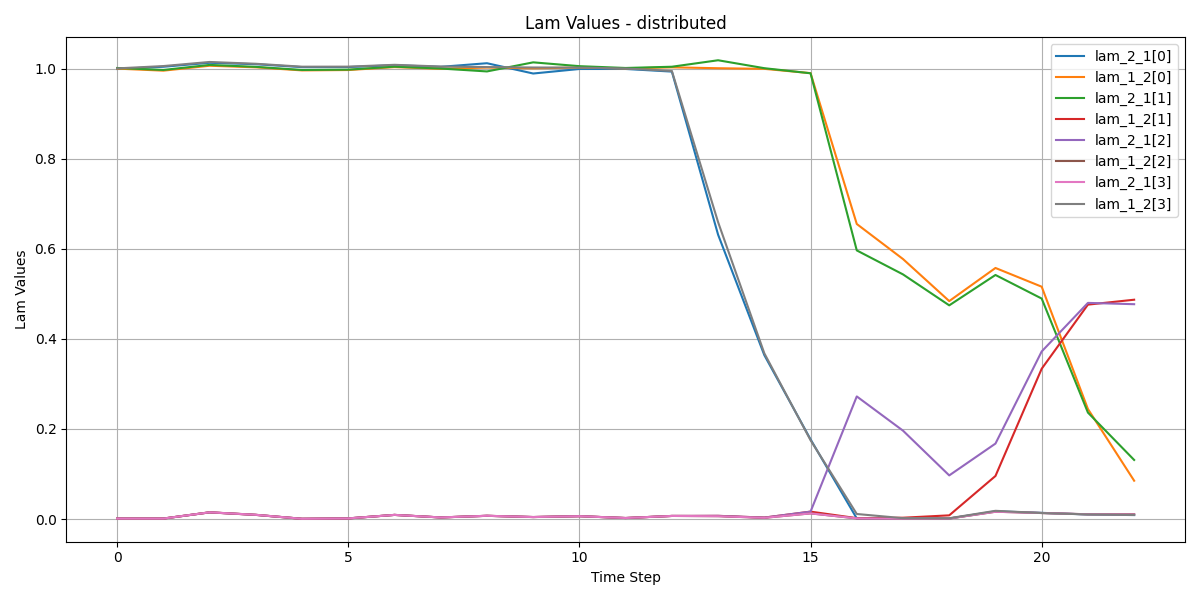 Lam Values - distributed
1.0
0.8
0.6
0.4
0.2
0.0
Lam Values
0
5
10
15
20
Time Step
lam_2_1[0]
lam_1_2[0]
lam_2_1[1]
lam_1_2[1]
lam_2_1[2]
lam_1_2[2]
lam_2_1[3]
lam_1_2[3]